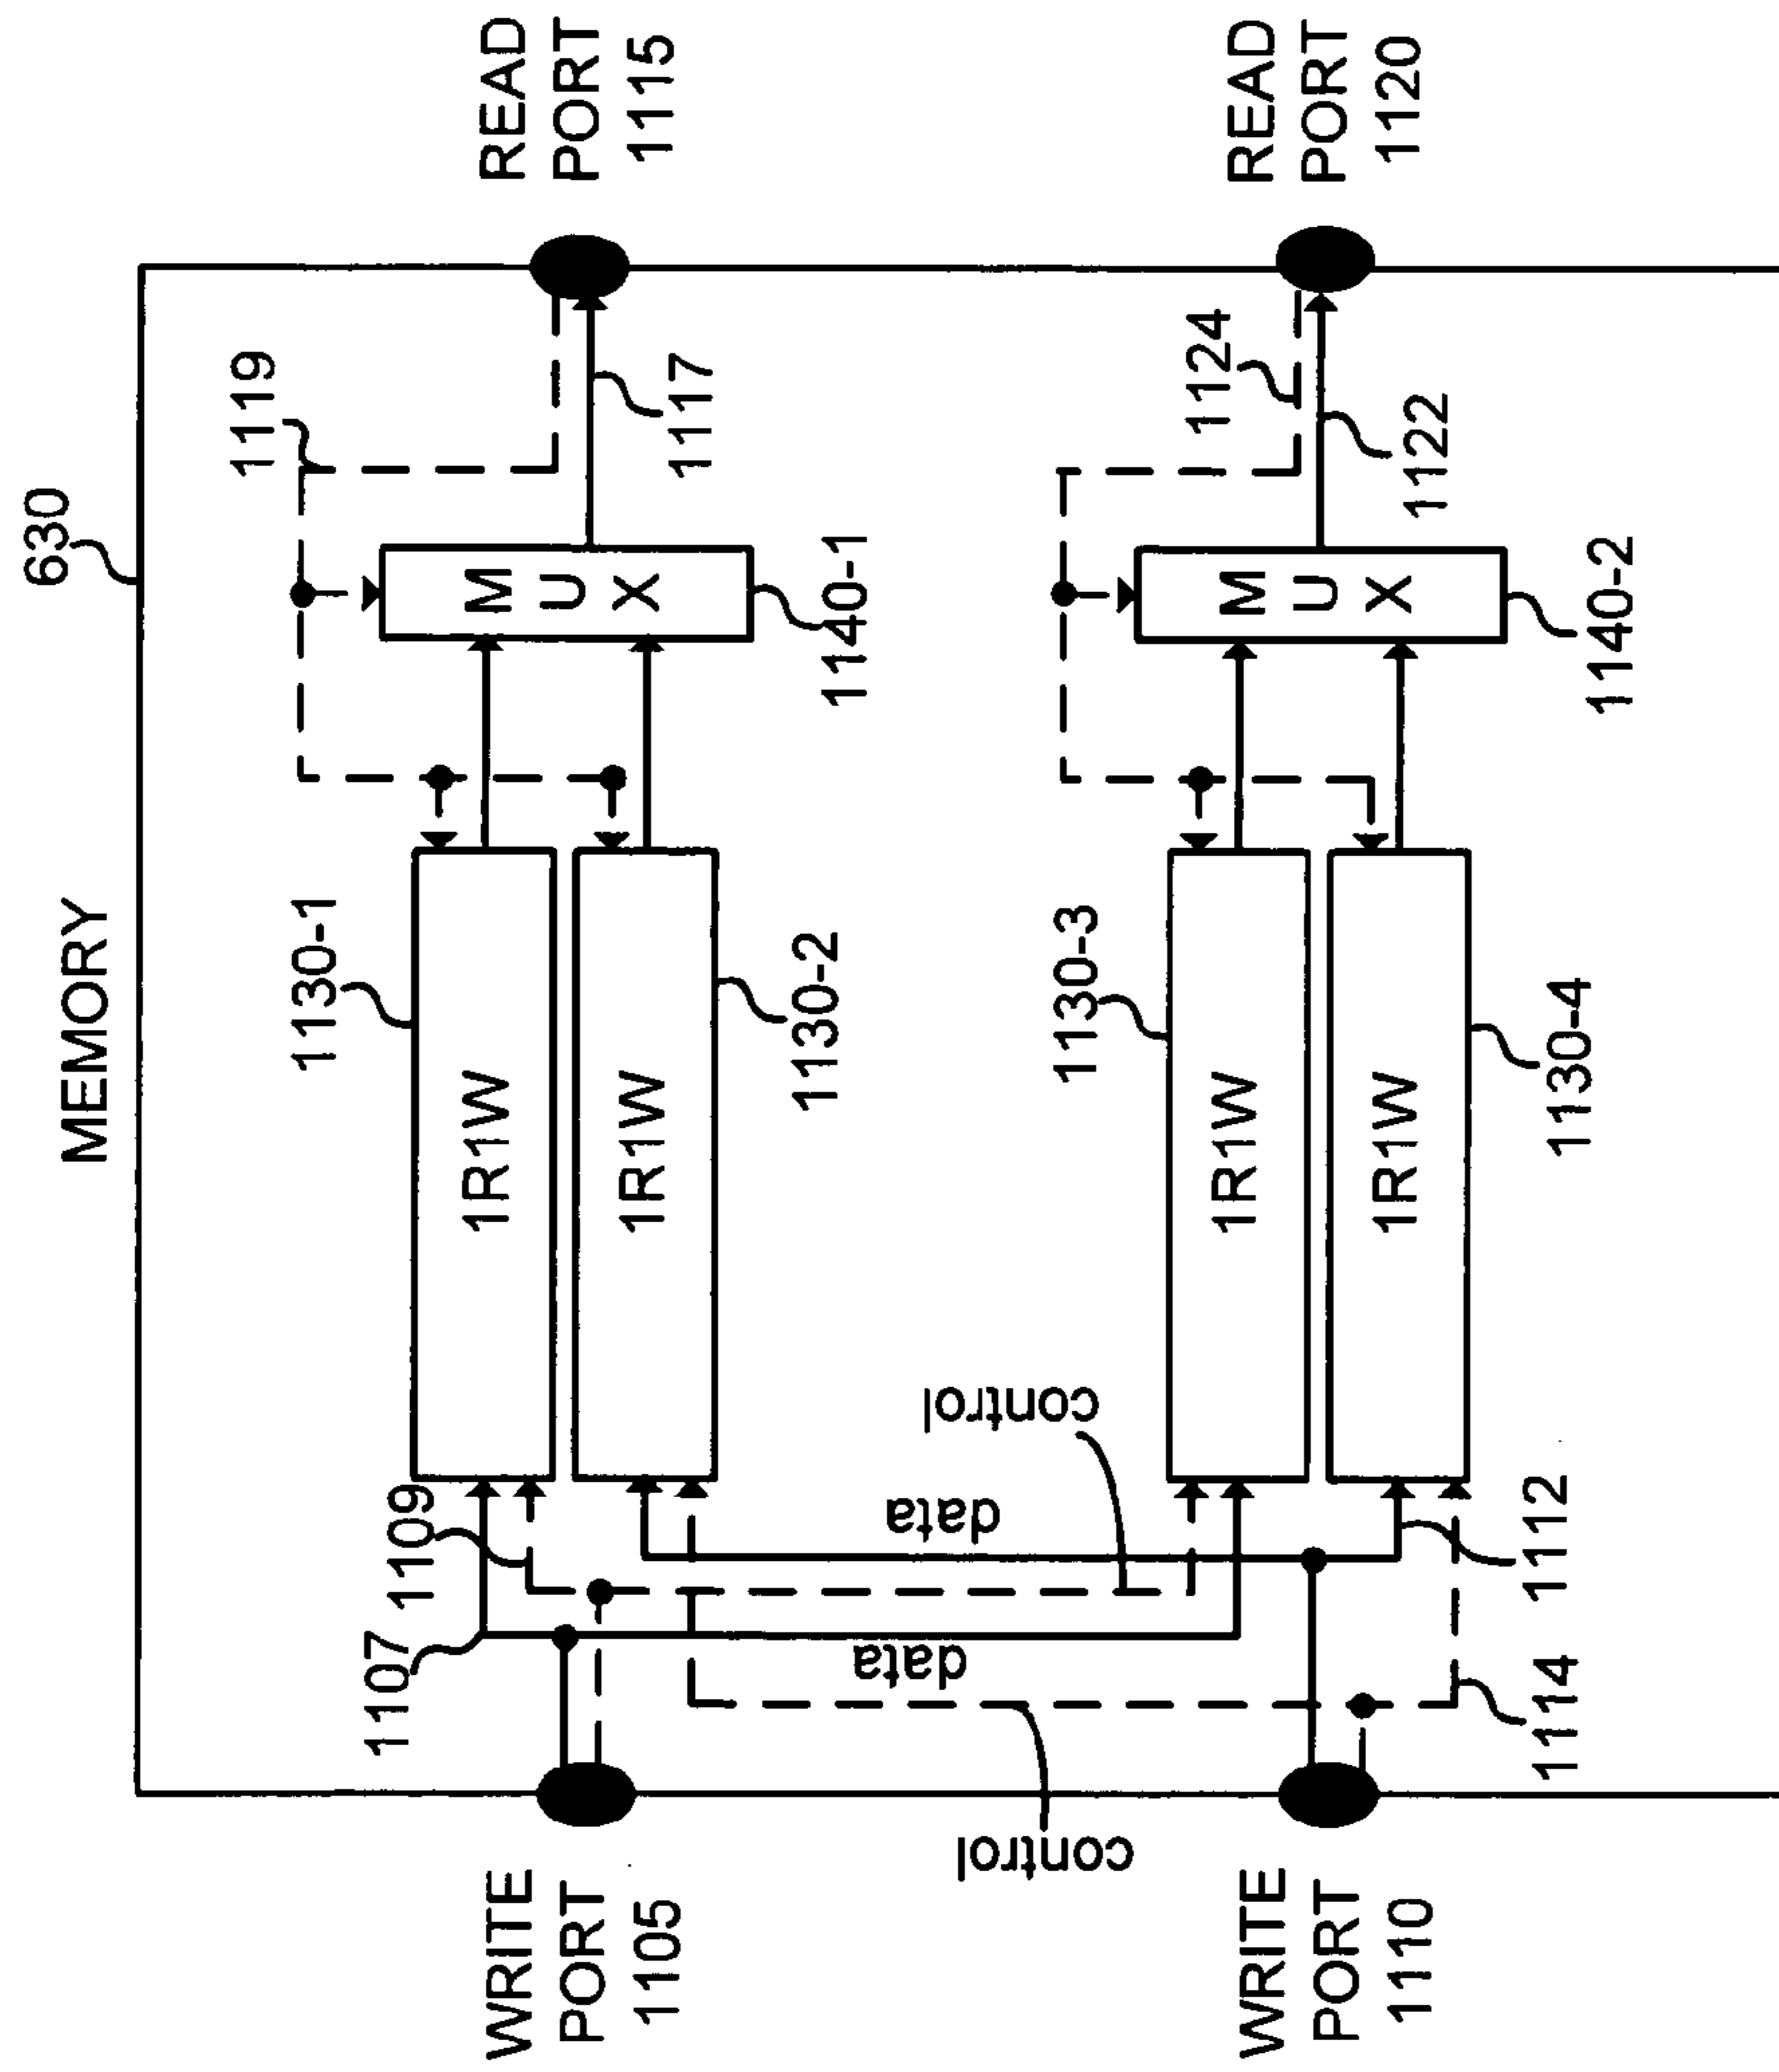 MEMORY
630
WRITE
PORT
1105
1107
1109
1130-1
1R1W
1R1W
1130-2
1119
MUX
1140-1
1117
READ
PORT
1115
data
data
control
control
WRITE
PORT
1110
1114
1112
1130-3
1R1W
1R1W
1130-4
MUX
1140-2
1124
1122
READ
PORT
1120